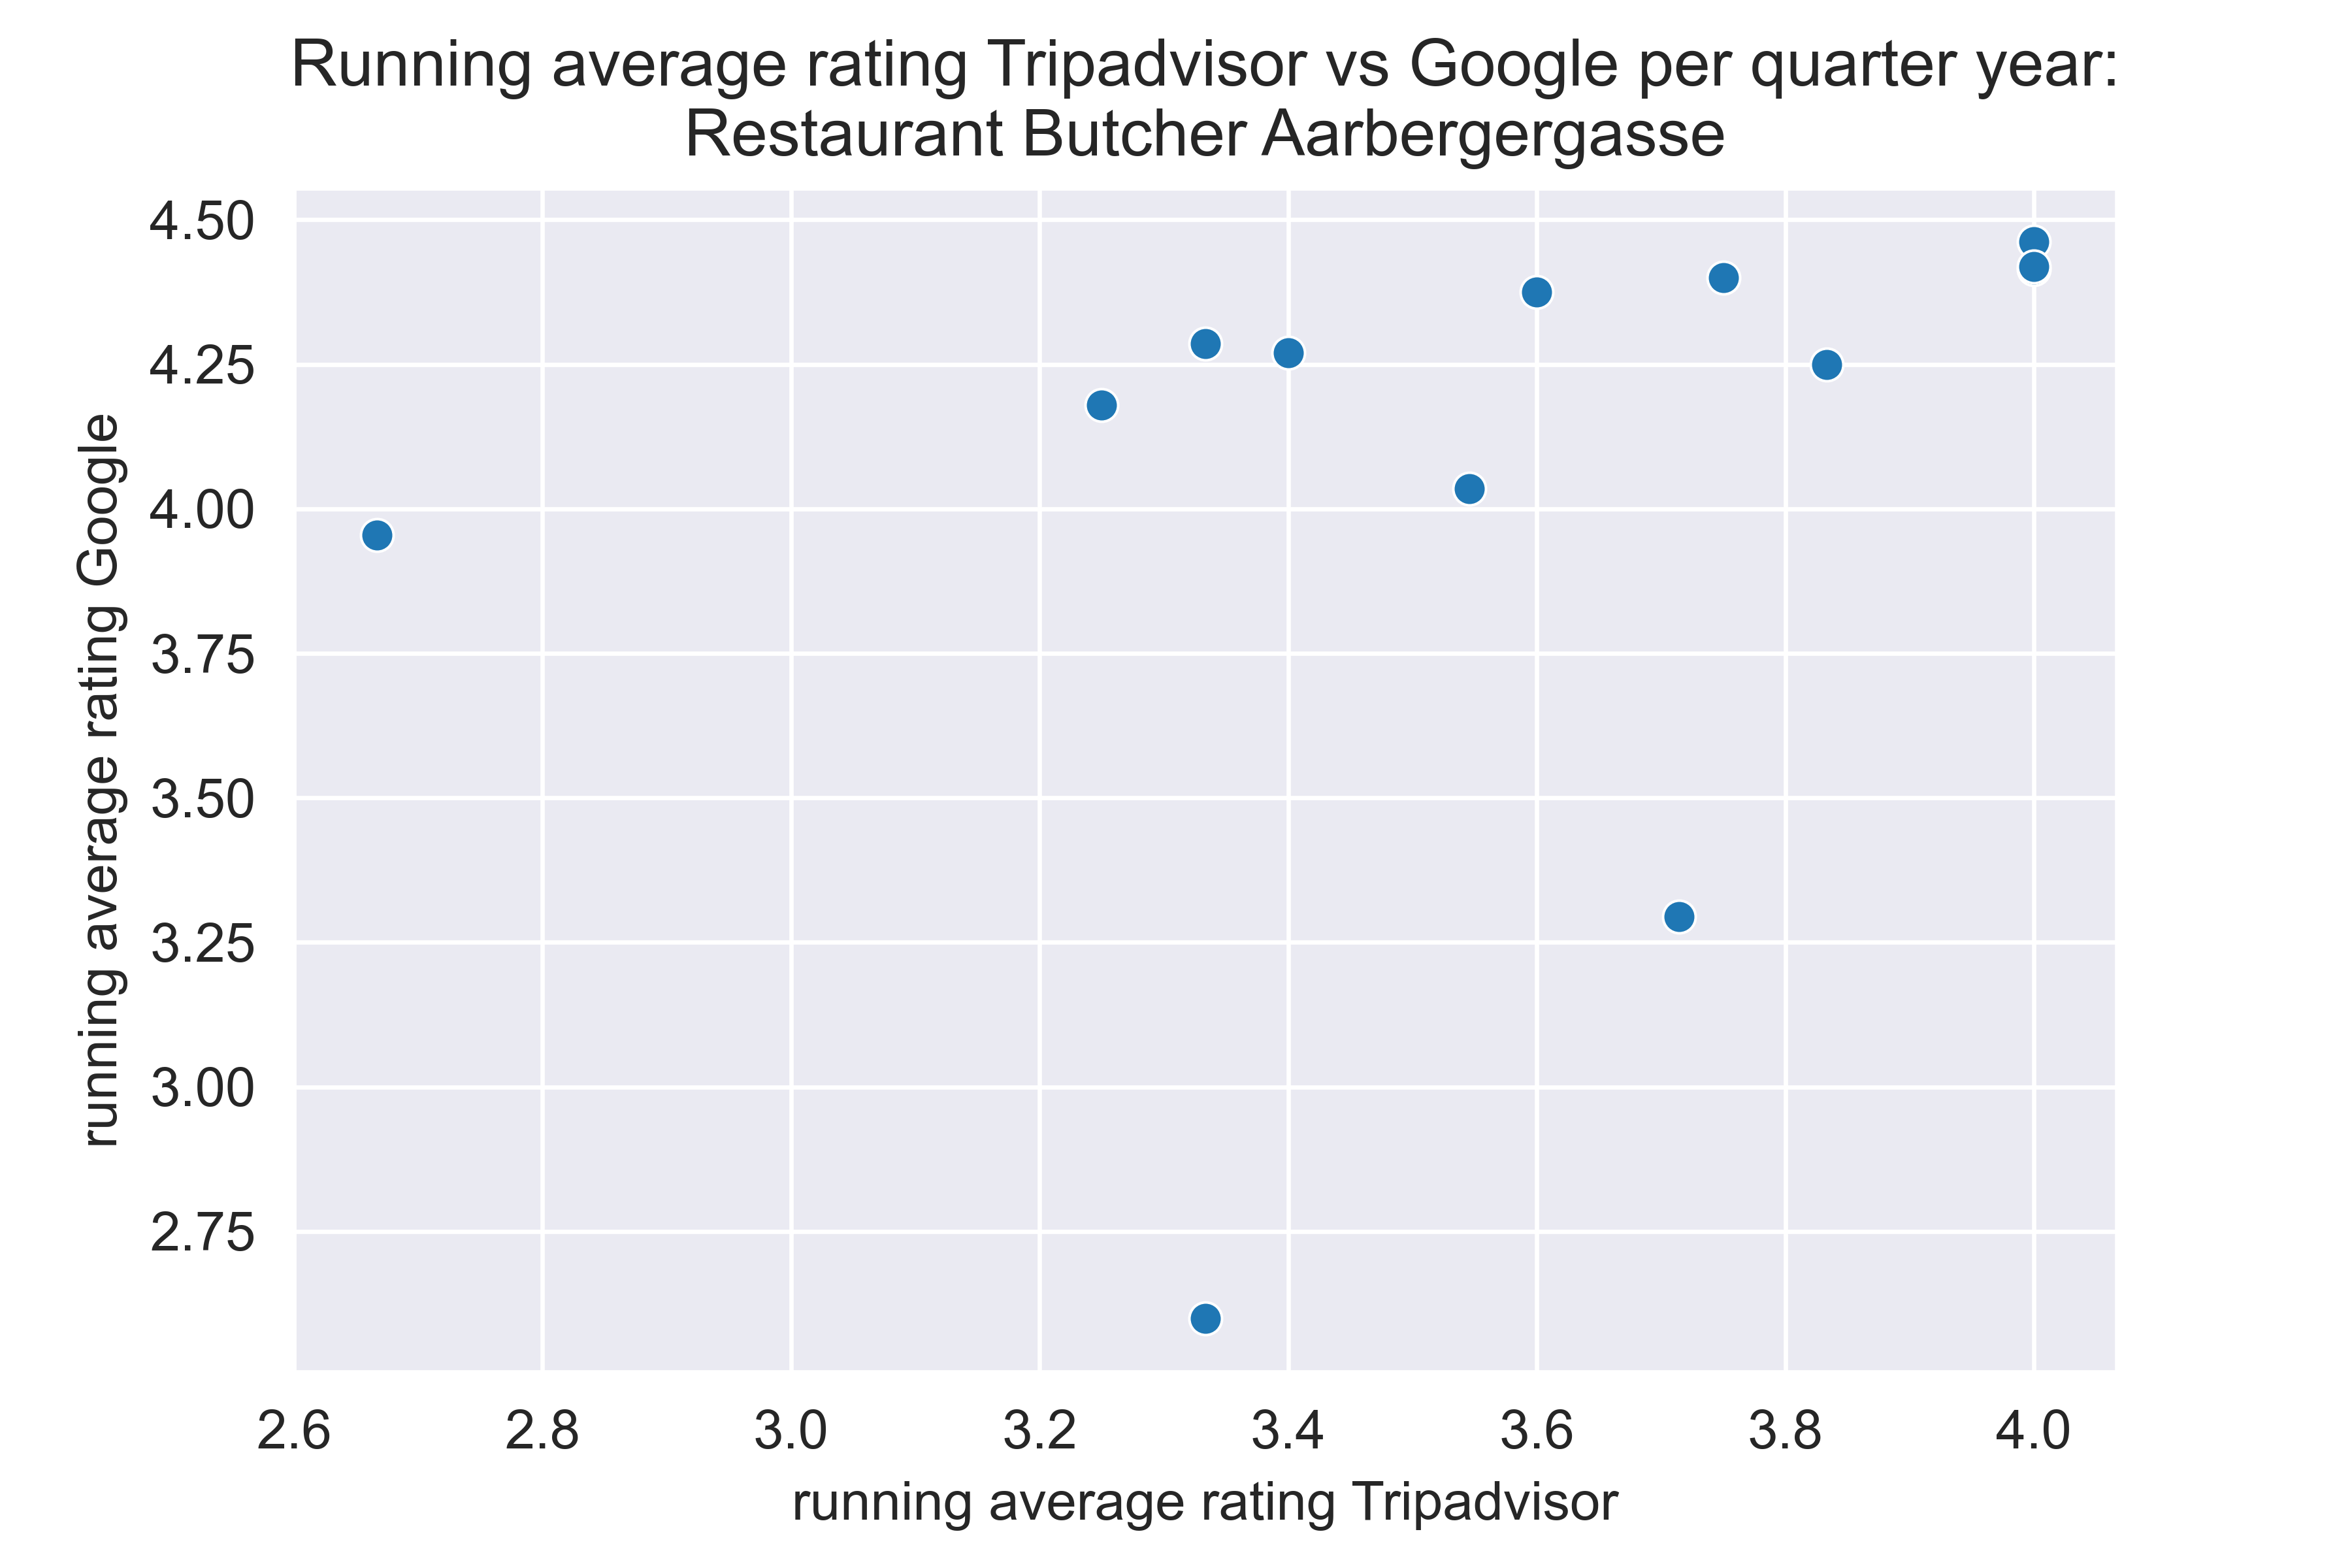 Running average rating Tripadvisor vs Google per quarter year:
Restaurant Butcher Aarbergergasse
4.50
4.25
4.00
3.75
3.50
3.25
3.00
2.75
running average rating Google
2.6 2.8 3.0 3.2 3.4 3.6 3.8 4.0
running average rating Tripadvisor